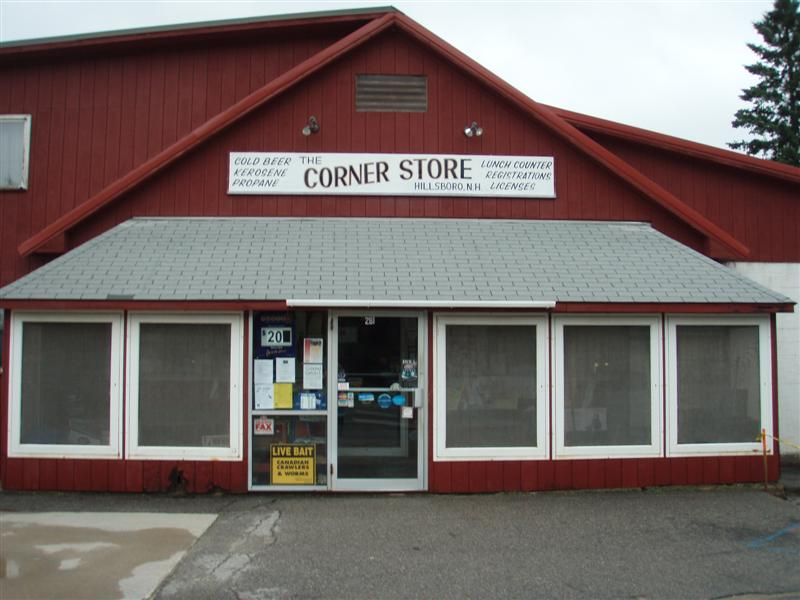 COLD BEER
KEROSENE
PROPANE
THE
CORNER STORE
HILLSBORO, N.H.
LUNCH COUNTER
REGISTRATIONS
LICENSES
281
$20
FAX
LIVE BAIT
CANADIAN CRAWLERS
& WORMS